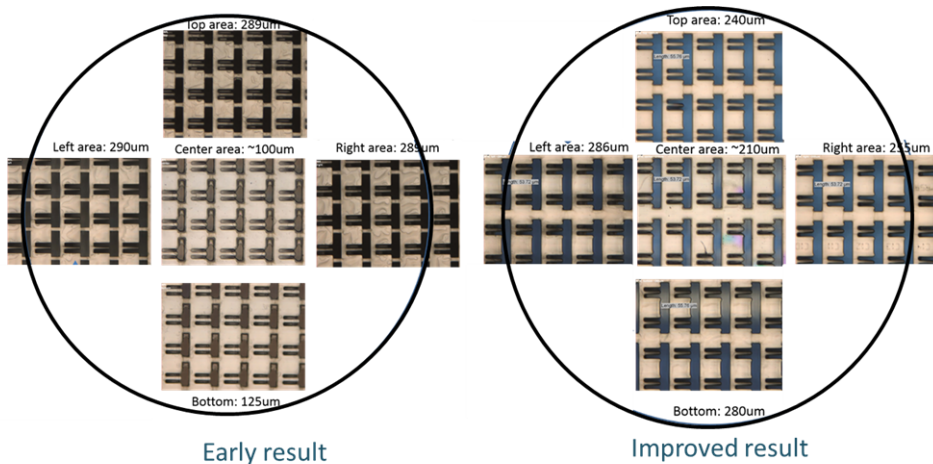 Top area: 289um
Left area: 290um
Center area: ~100um
Right area: 289um
Bottom: 125um
Early result
Top area: 240um
Left area: 286um
Center area: ~210um
Right area: 255um
Bottom: 280um
Improved result